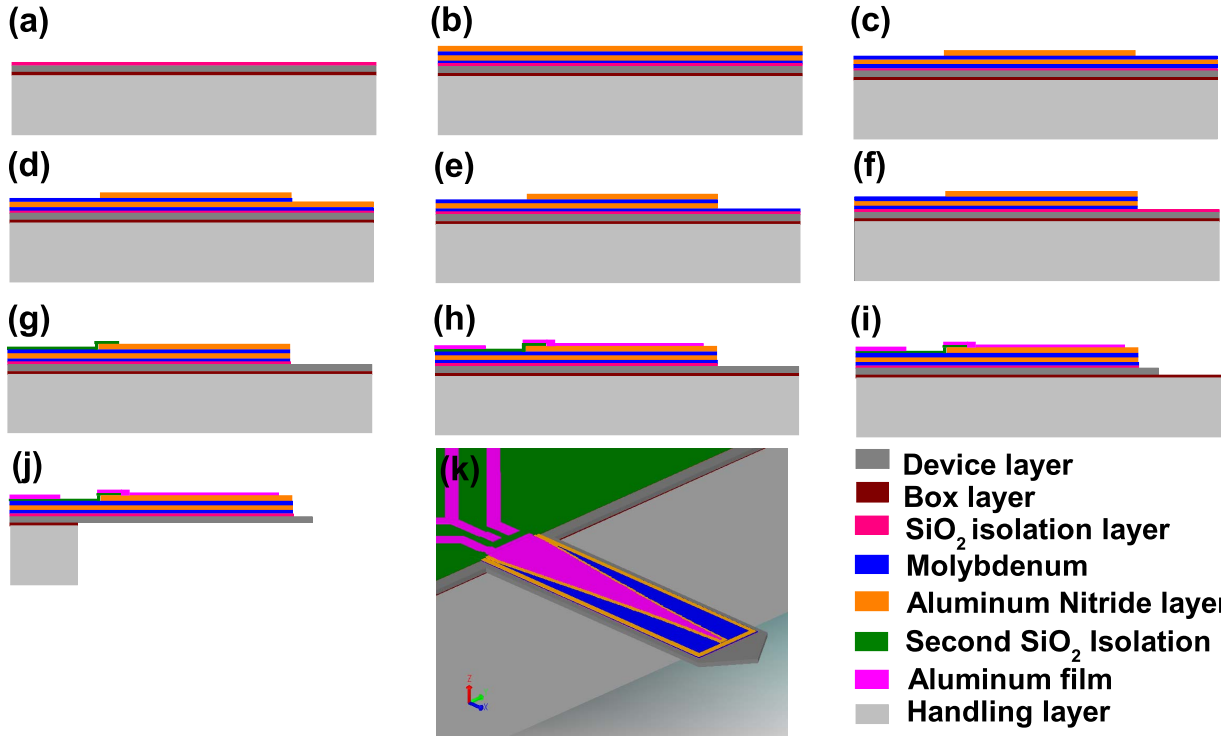 (a)
(b)
(c)
(d)
(e)
(f)
(g)
(h)
(i)
(j)
(k)
Z
X
Device layer
Box layer
SiO₂ isolation layer
Molybdenum
Aluminum Nitride layer
Second SiO₂ Isolation
Aluminum film
Handling layer